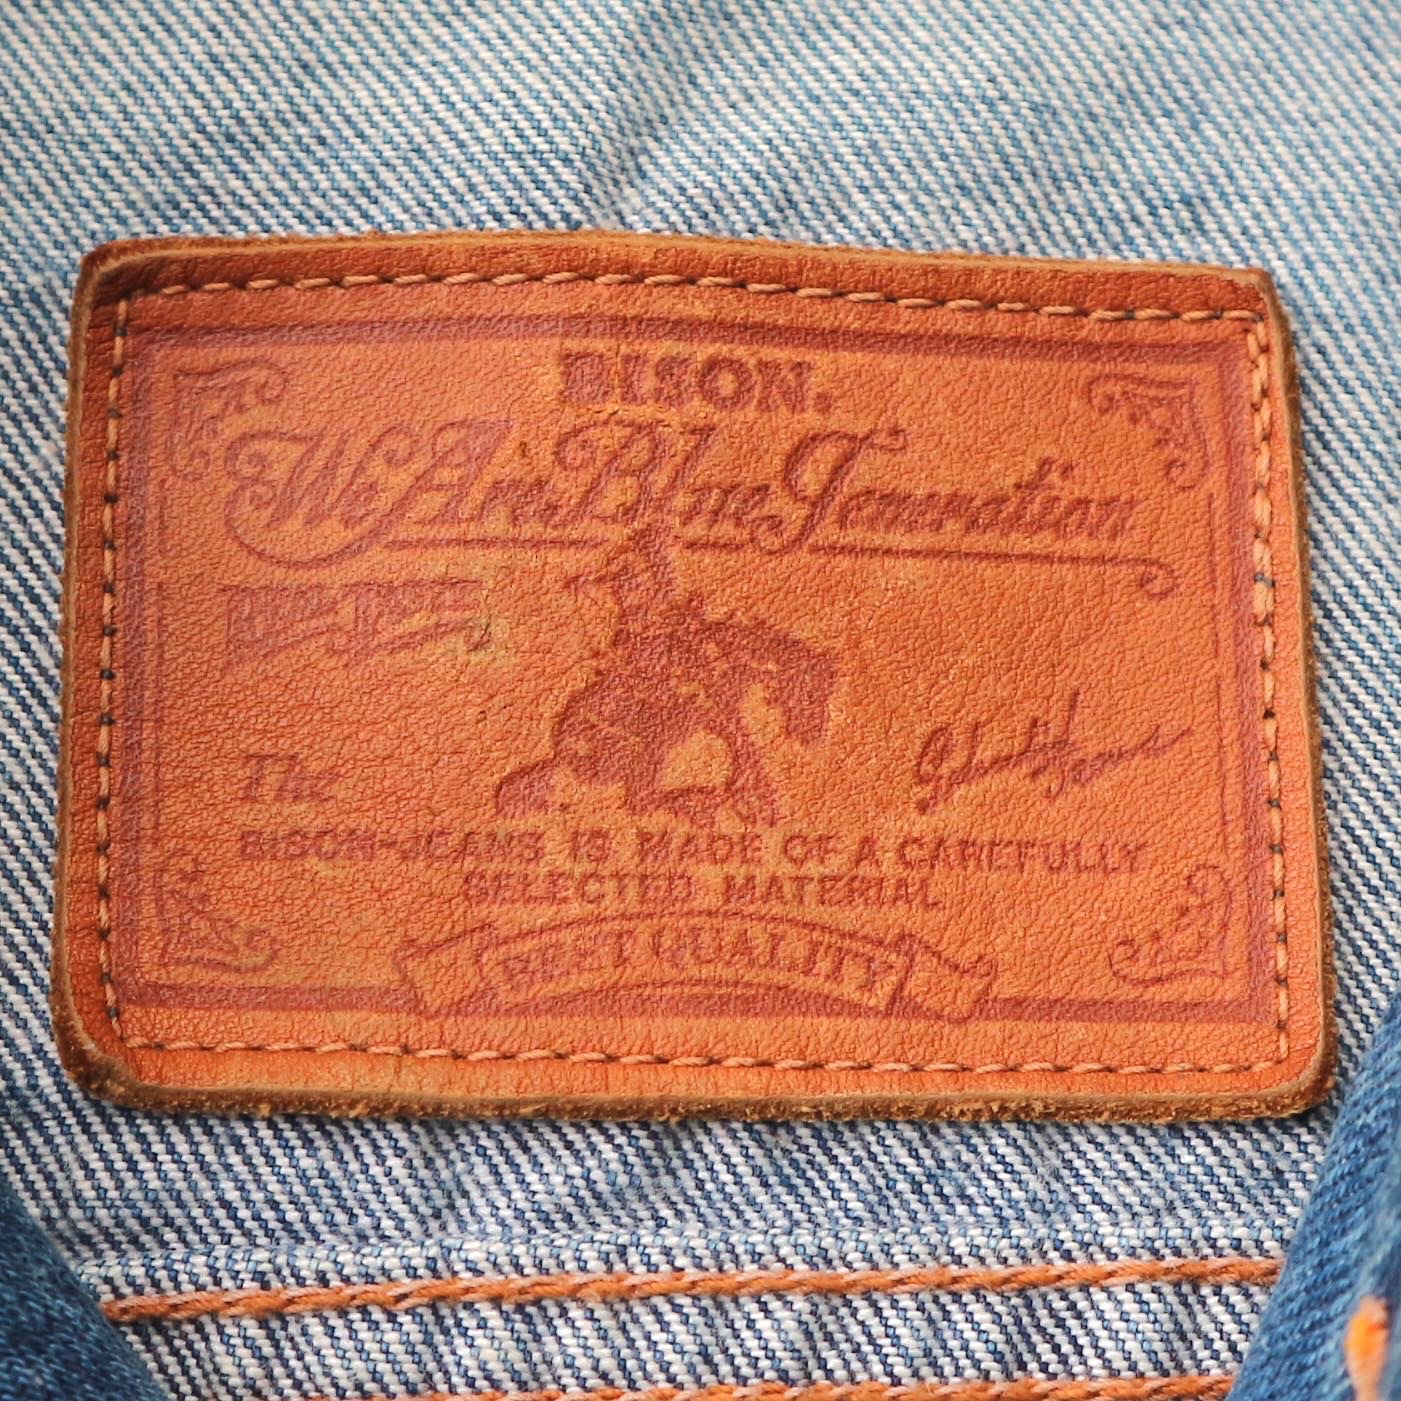 BISON.
We Are Blue Generation
The
BISON-JEANS IS MADE OF A CAREFULLY
SELECTED MATERIAL
BEST QUALITY